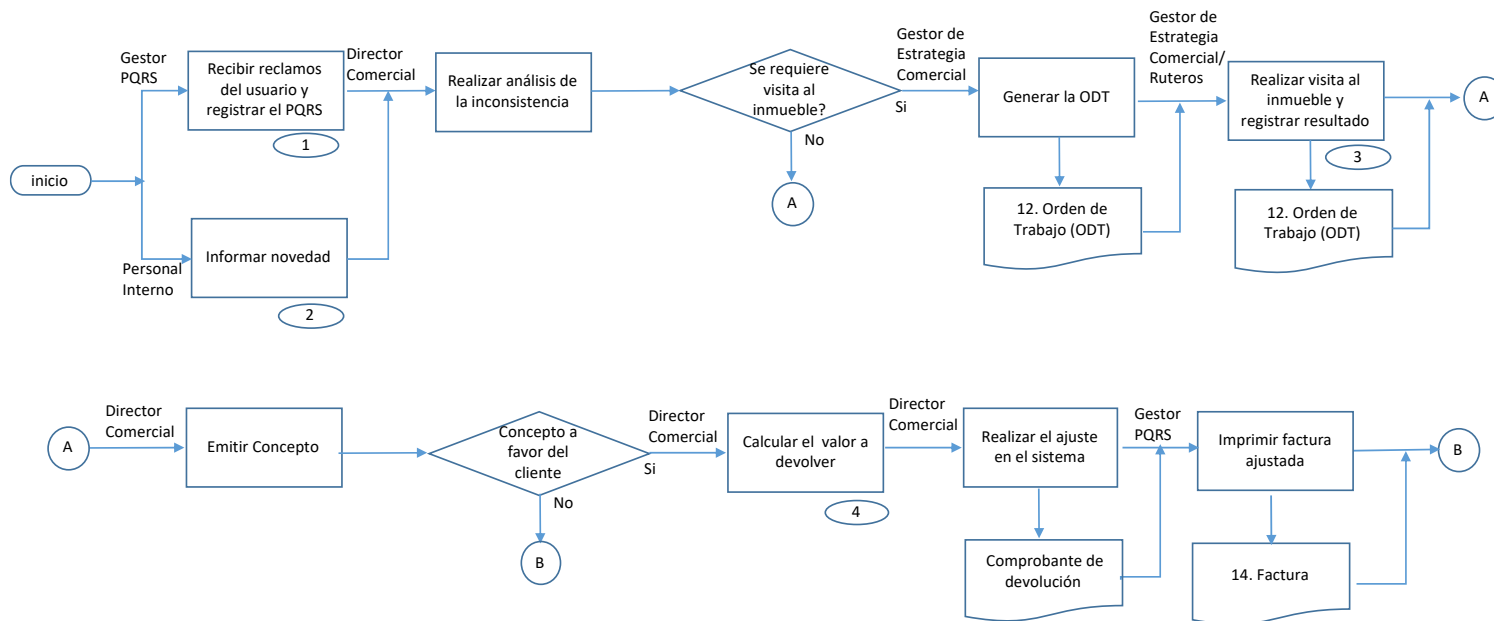 Gestor
PQRS
Recibir reclamos
del usuario y
registrar el PQRS
1
Director
Comercial
Realizar análisis de
la inconsistencia
Se requiere
visita al
inmueble?
Si
No
A
Gestor de
Estrategia
Comercial
Generar la ODT
12. Orden de
Trabajo (ODT)
Gestor de
Estrategia
Comercial/
Ruteros
Realizar visita al
inmueble y
registrar resultado
3
12. Orden de
Trabajo (ODT)
A
inicio
Personal
Interno
Informar novedad
2
A
Director
Comercial
Emitir Concepto
Concepto a
favor del
cliente
Si
No
B
Director
Comercial
Calcular el valor a
devolver
4
Director
Comercial
Realizar el ajuste
en el sistema
Comprobante de
devolución
Gestor
PQRS
Imprimir factura
ajustada
14. Factura
B